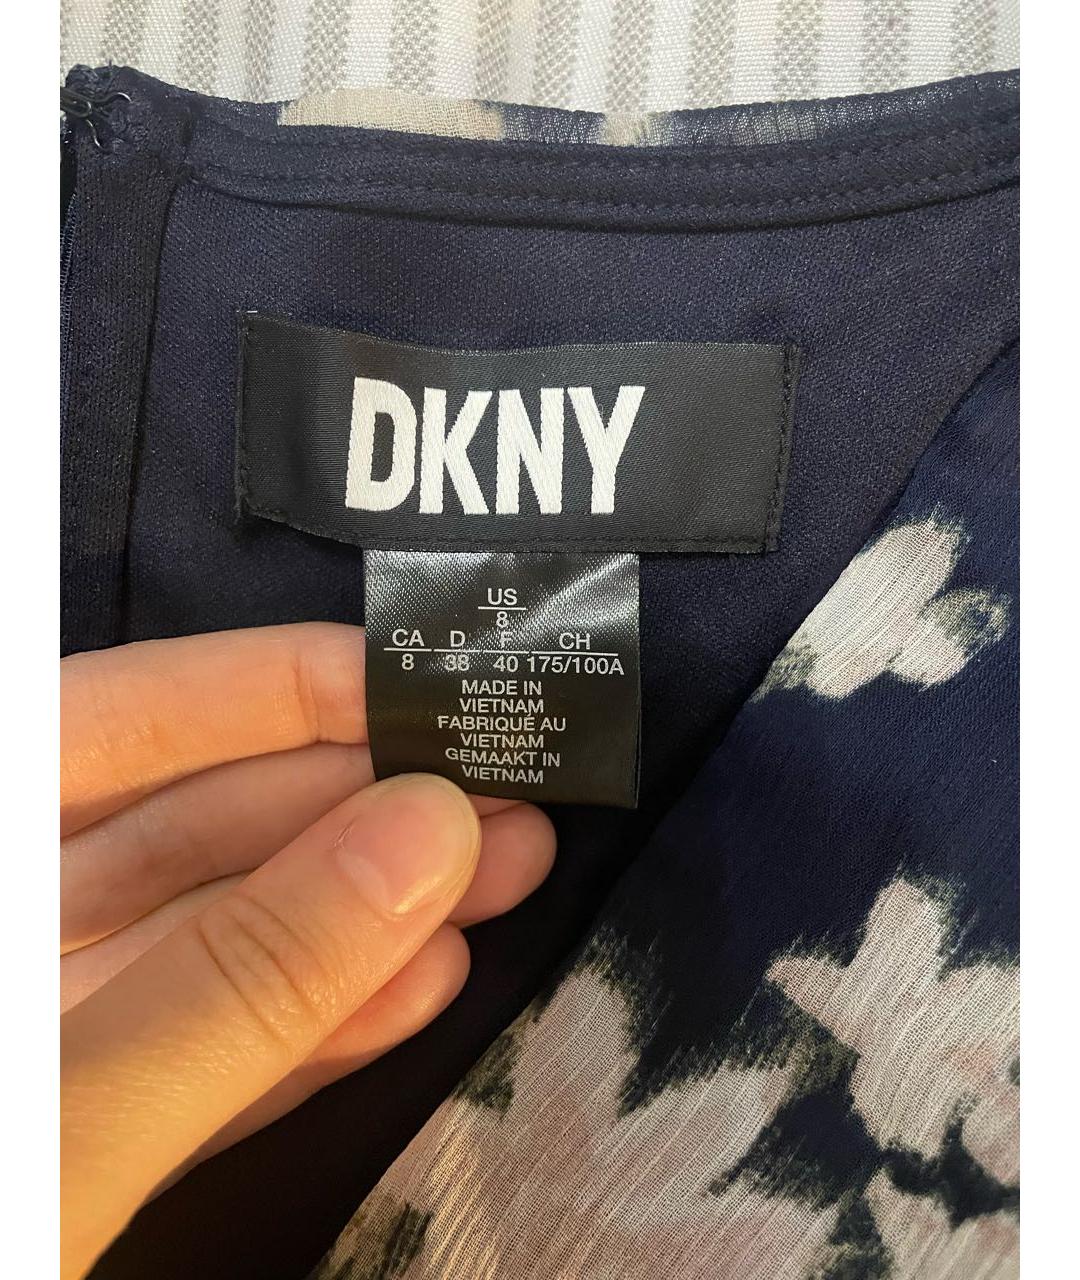 DKNY
US
8
CA D F CH
8 38 40 175/100A
MADE IN
VIETNAM
FABRIQUÉ AU
VIETNAM
GEMAAKT IN
VIETNAM